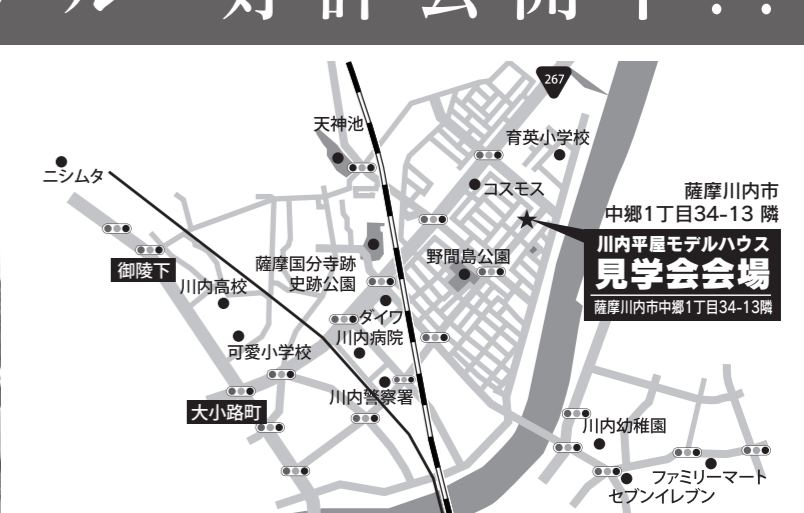 好評公開中!!
267
天神池
育英小学校
ニシムタ
コスモス
薩摩川内市
中郷1丁目34-13 隣
川内平屋モデルハウス
見学会会場
薩摩川内市中郷1丁目34-13隣
御陵下
薩摩国分寺跡
史跡公園
野間島公園
川内高校
ダイワ
川内病院
可愛小学校
川内警察署
大小路町
川内幼稚園
ファミリーマート
セブンイレブン